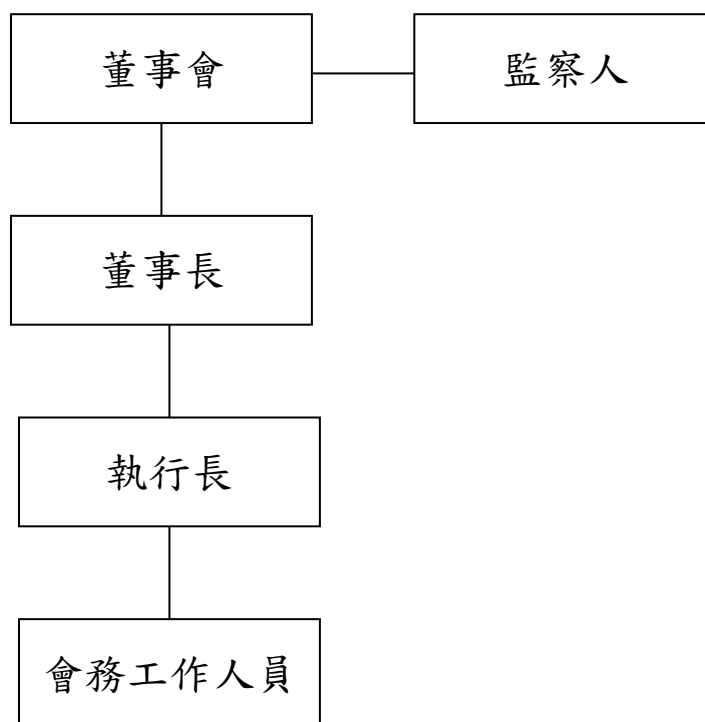 董事會
監察人
董事長
執行長
會務工作人員